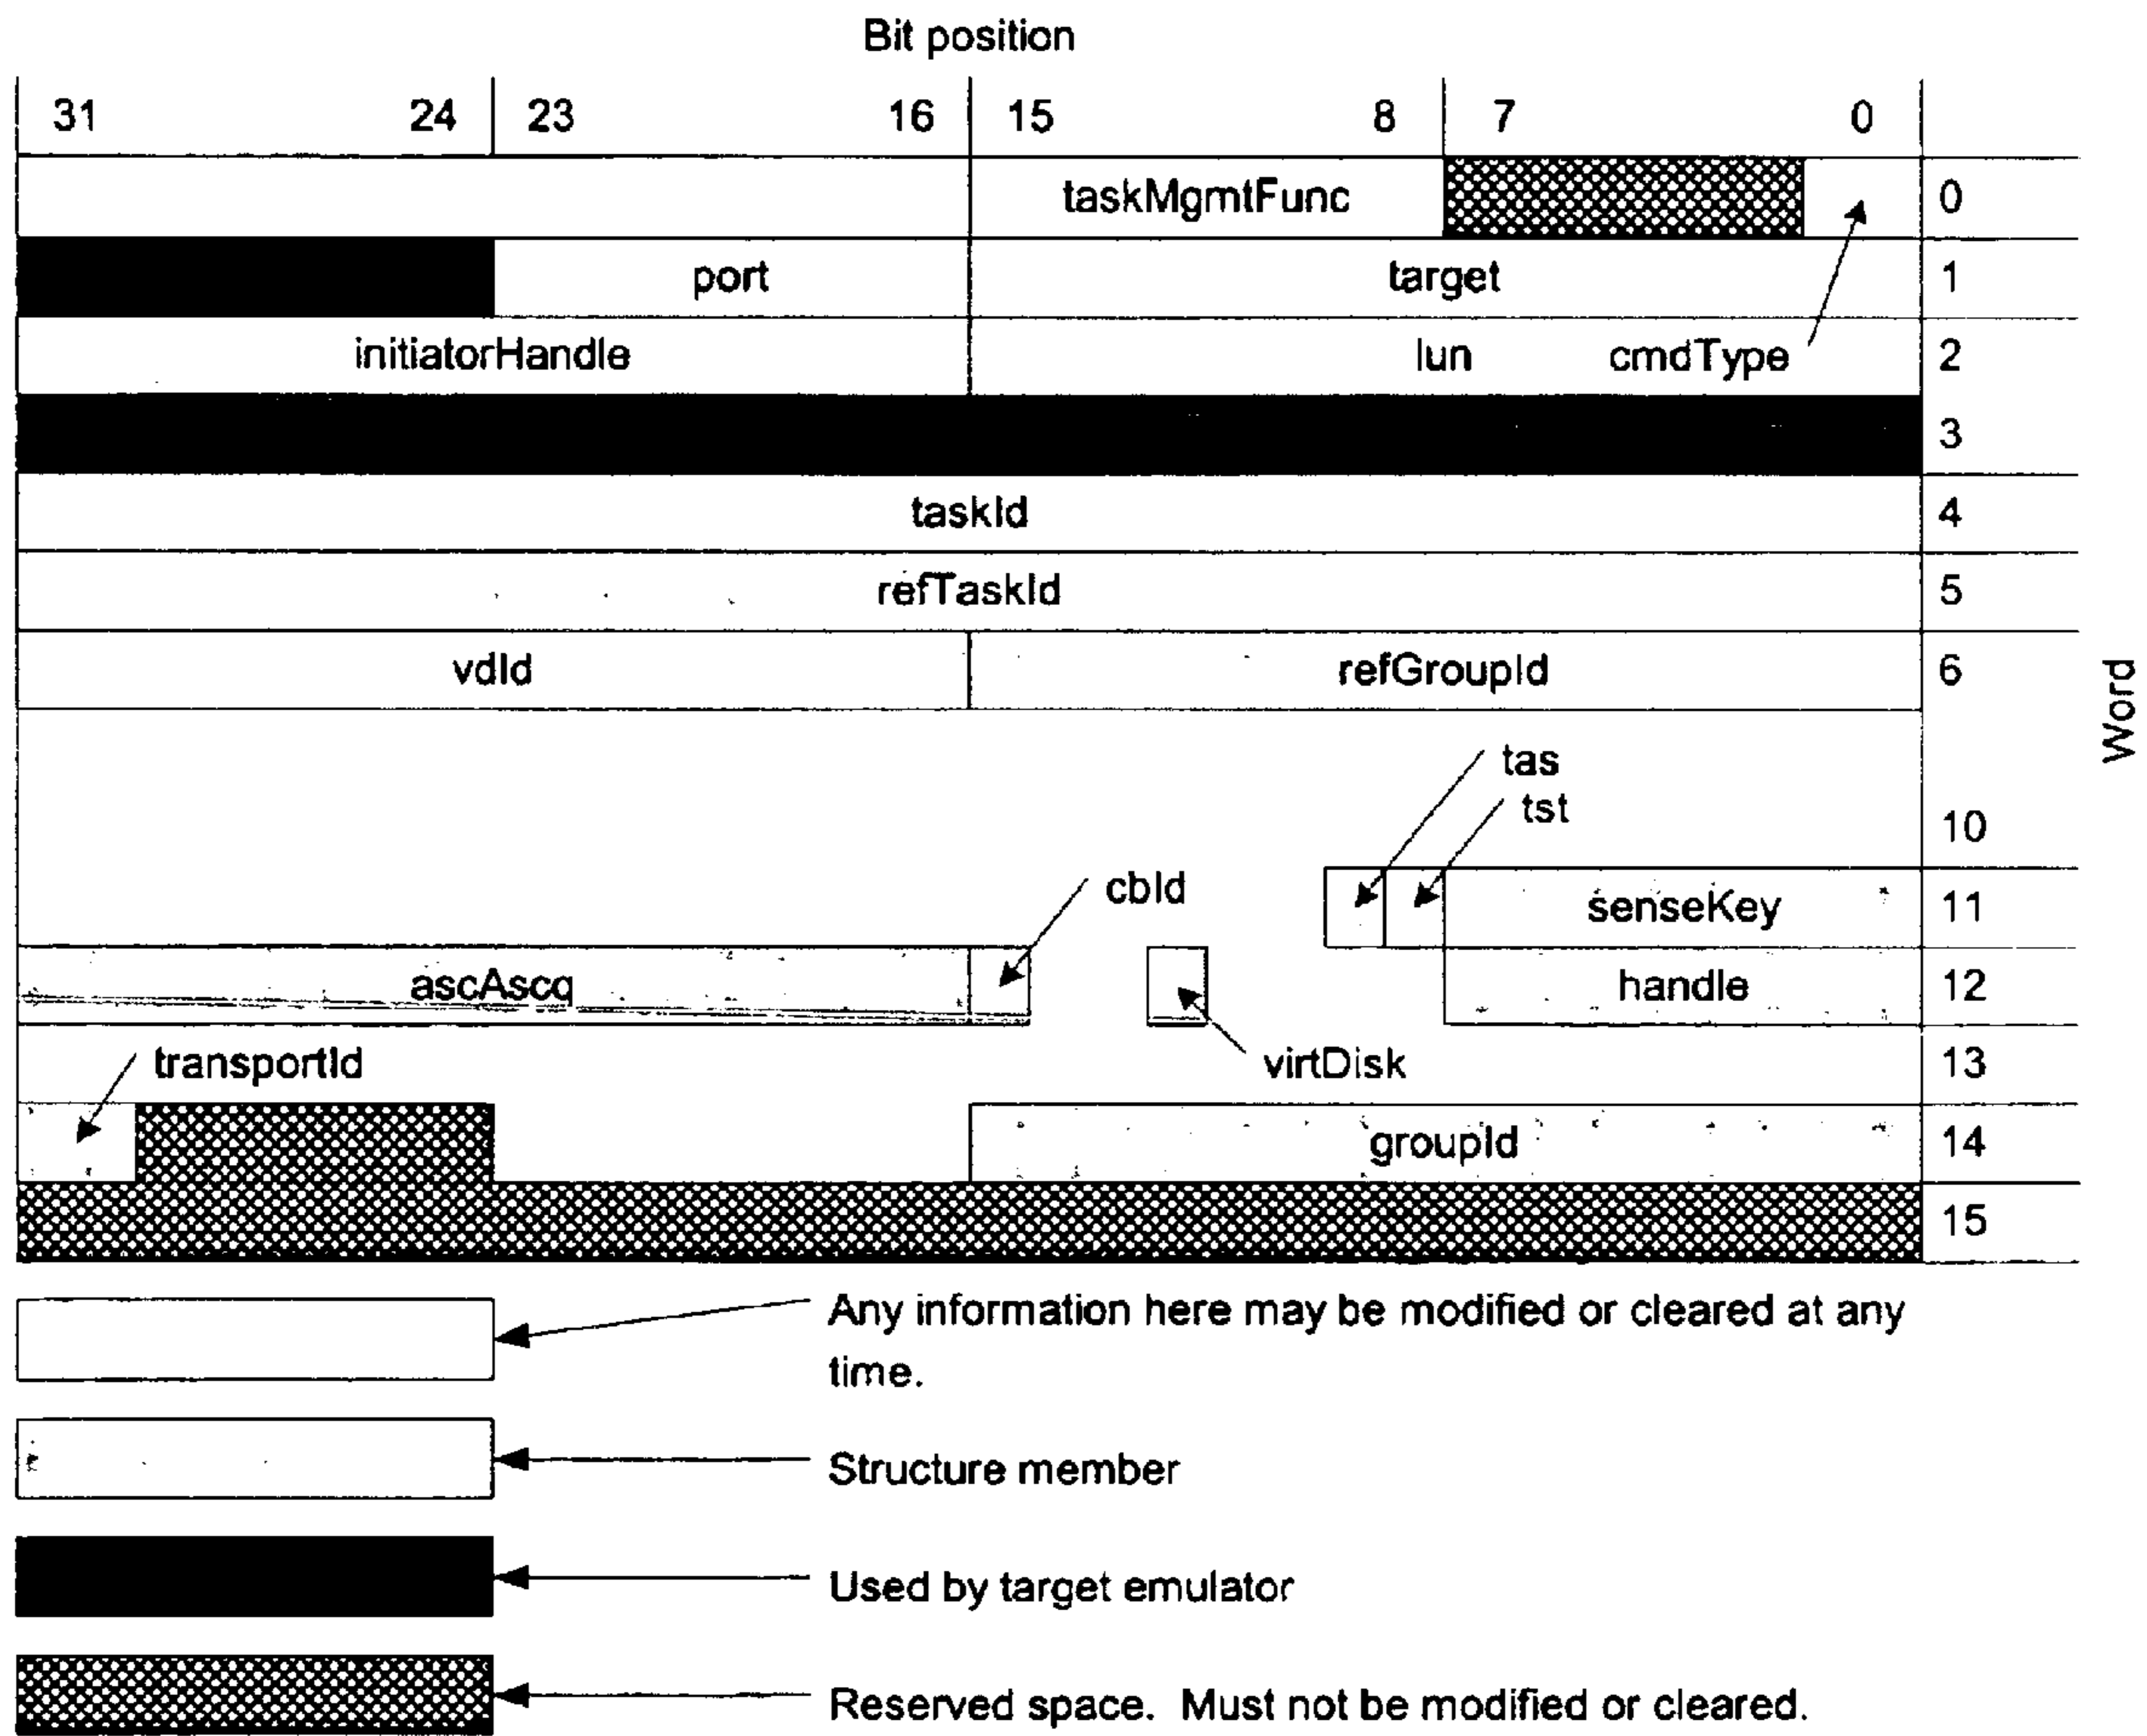 Bit position
31 24 23 16 15 8 7 0
taskMgmtFunc 0
port target 1
initiatorHandle lun cmdType 2
3
taskId 4
refTaskId 5
vdId refGroupId 6
Word
tas
tst
10
cbId
senseKey 11
ascAscq handle 12
transportId virtDisk 13
groupId 14
15
Any information here may be modified or cleared at any
time.
Structure member
Used by target emulator
Reserved space. Must not be modified or cleared.